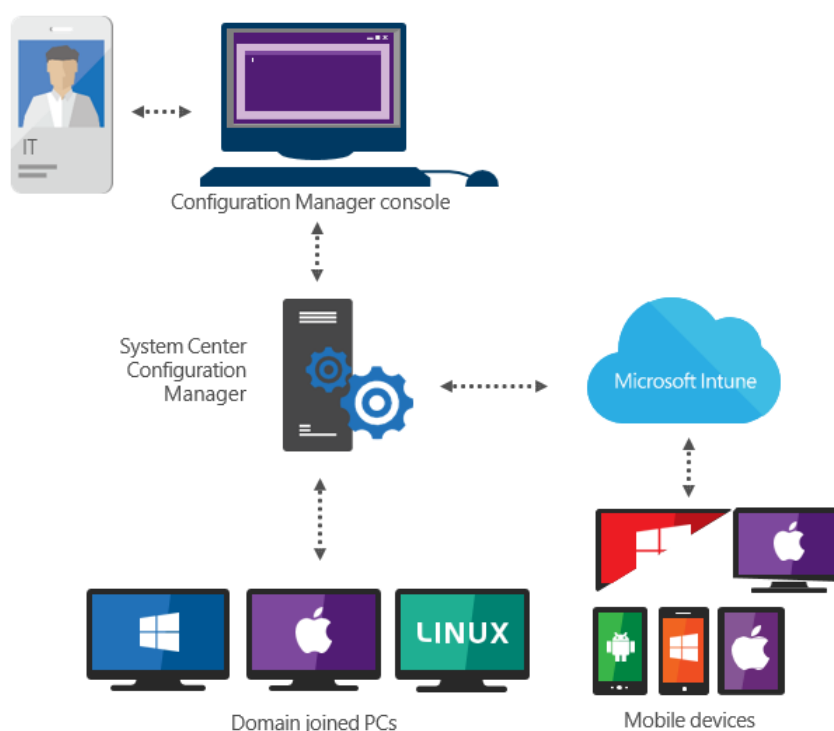 IT
Configuration Manager console
System Center
Configuration
Manager
Microsoft Intune
LINUX
Domain joined PCs
Mobile devices